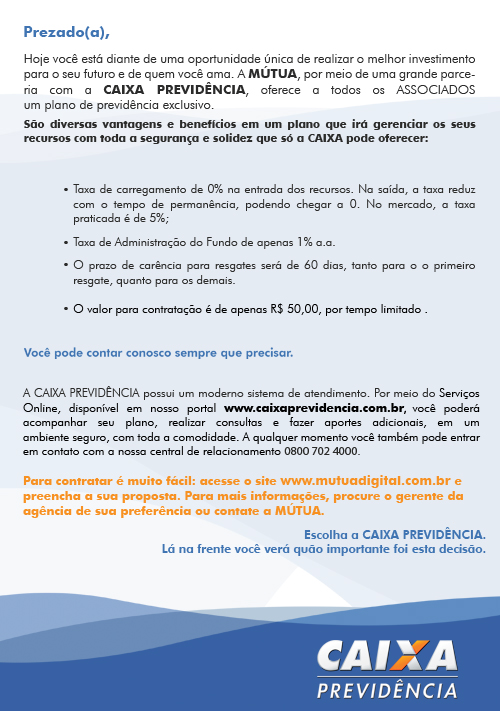 Prezado(a),
Hoje você está diante de uma oportunidade única de realizar o melhor investimento
para o seu futuro e de quem você ama. A MÚTUA, por meio de uma grande parce-
ria com a CAIXA PREVIDÊNCIA, oferece a todos os ASSOCIADOS
um plano de previdência exclusivo.
São diversas vantagens e benefícios em um plano que irá gerenciar os seus
recursos com toda a segurança e solidez que só a CAIXA pode oferecer:
• Taxa de carregamento de 0% na entrada dos recursos. Na saída, a taxa reduz
com o tempo de permanência, podendo chegar a 0. No mercado, a taxa
praticada é de 5%;
• Taxa de Administração do Fundo de apenas 1% a.a.
• O prazo de carência para resgates será de 60 dias, tanto para o o primeiro
resgate, quanto para os demais.
• O valor para contratação é de apenas R$ 50,00, por tempo limitado .
Você pode contar conosco sempre que precisar.
A CAIXA PREVIDÊNCIA possui um moderno sistema de atendimento. Por meio do Serviços
Online, disponível em nosso portal www.caixaprevidencia.com.br, você poderá
acompanhar seu plano, realizar consultas e fazer aportes adicionais, em um
ambiente seguro, com toda a comodidade. A qualquer momento você também pode entrar
em contato com a nossa central de relacionamento 0800 702 4000.
Para contratar é muito fácil: acesse o site www.mutuadigital.com.br e
preencha a sua proposta. Para mais informações, procure o gerente da
agência de sua preferência ou contate a MÚTUA.
Escolha a CAIXA PREVIDÊNCIA.
Lá na frente você verá quão importante foi esta decisão.
CAIXA
PREVIDÊNCIA